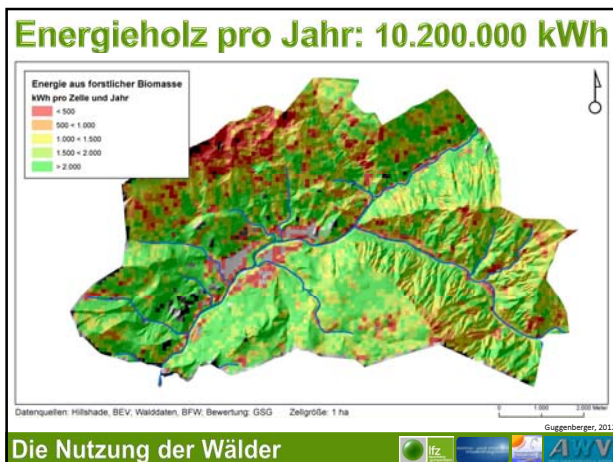 Energieholz pro Jahr: 10.200.000 kWh
Energie aus forstlicher Biomasse
kWh pro Zelle und Jahr
< 500
500 < 1.000
1.000 < 1.500
1.500 < 2.000
> 2.000
Datenquellen: Hillshade, BEV; Walddaten, BFW; Bewertung: GSG Zellgröße: 1 ha
0 1.000 2.000 Meter
Guggenberger, 2012
Die Nutzung der Wälder
lfz
AWV